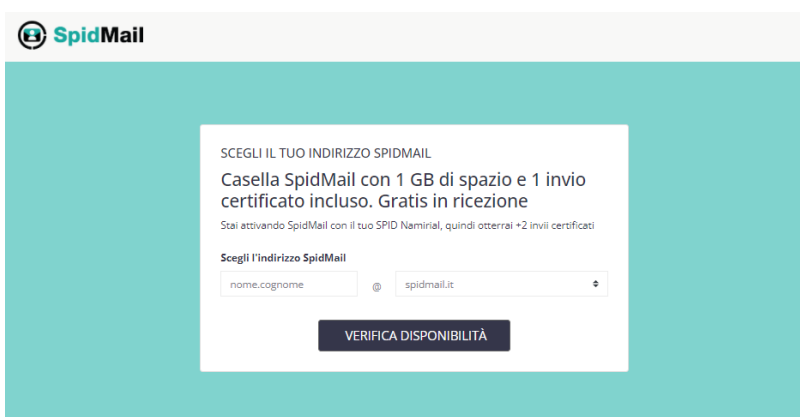 SpidMail
SCEGLI IL TUO INDIRIZZO SPIDMAIL
Casella SpidMail con 1 GB di spazio e 1 invio
certificato incluso. Gratis in ricezione
Stai attivando SpidMail con il tuo SPID Namirial, quindi otterrai +2 invii certificati
Scegli l'indirizzo SpidMail
nome.cognome @ spidmail.it
VERIFICA DISPONIBILITÀ